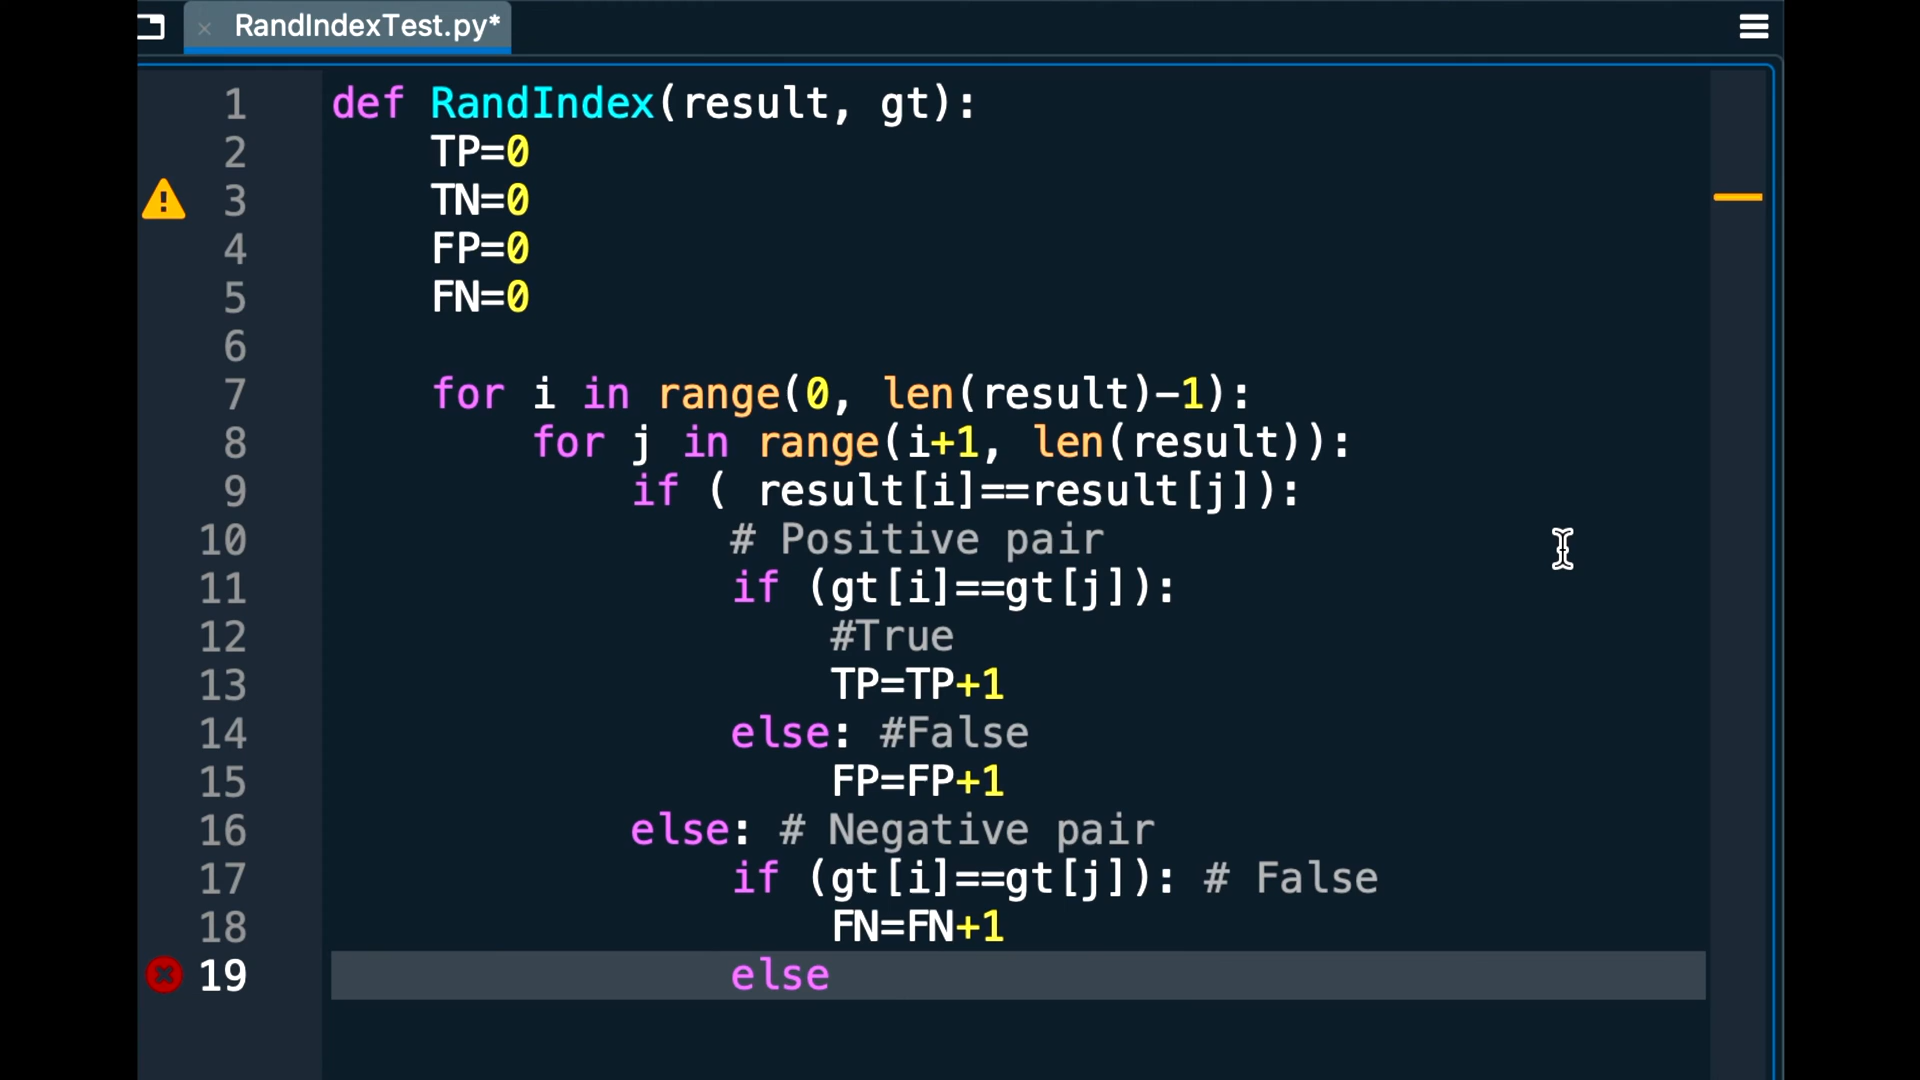 RandIndexTest.py*
1 def RandIndex(result, gt):
2 TP=0
3 TN=0
4 FP=0
5 FN=0
6
7 for i in range(0, len(result)-1):
8 for j in range(i+1, len(result)):
9 if ( result[i]==result[j]):
10 # Positive pair
11 if (gt[i]==gt[j]):
12 #True
13 TP=TP+1
14 else: #False
15 FP=FP+1
16 else: # Negative pair
17 if (gt[i]==gt[j]): # False
18 FN=FN+1
19 else